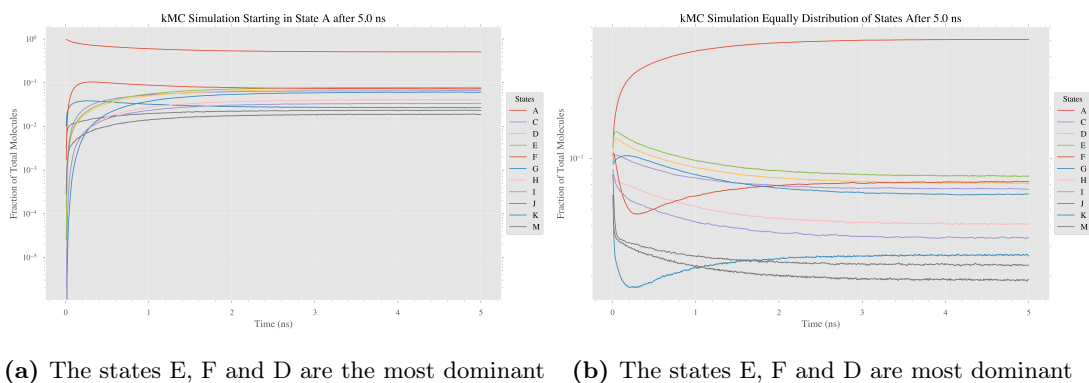 kMC Simulation Starting in State A after 5.0 ns
10⁰
10⁻¹
10⁻²
10⁻³
10⁻⁴
10⁻⁵
Fraction of Total Molecules
0 1 2 3 4 5
Time (ns)
States
A
C
D
E
F
G
H
I
J
K
M
kMC Simulation Equally Distribution of States After 5.0 ns
10⁻¹
Fraction of Total Molecules
0 1 2 3 4 5
Time (ns)
States
A
C
D
E
F
G
H
I
J
K
M
(a) The states E, F and D are the most dominant
(b) The states E, F and D are most dominant